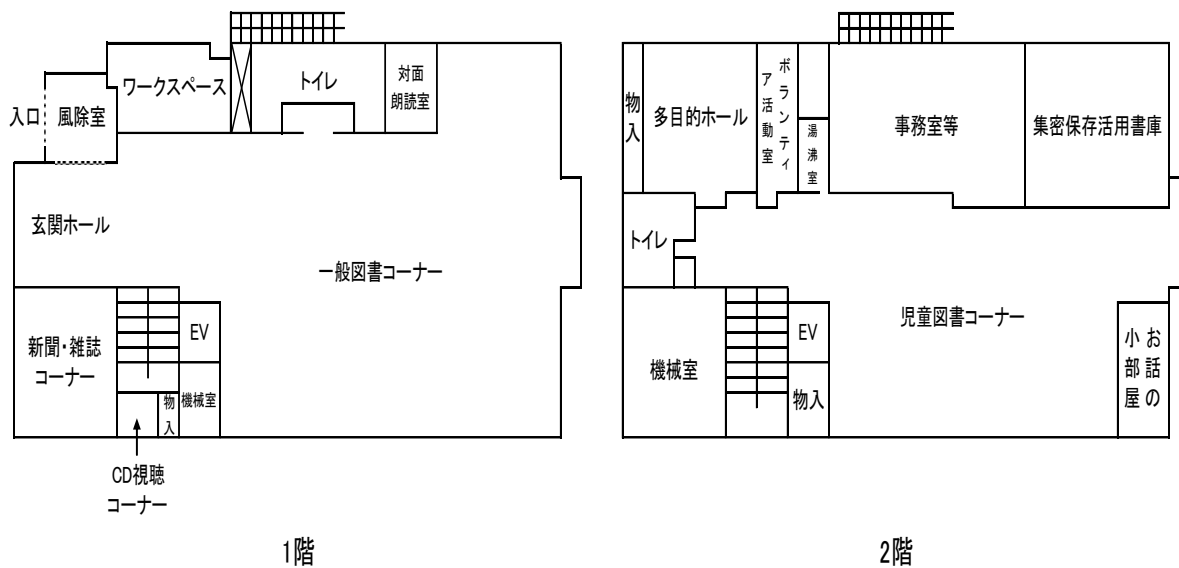 ワークスペース
トイレ
対面
朗読室
入口
風除室
玄関ホール
一般図書コーナー
新聞・雑誌
コーナー
EV
機械室
物入
CD視聴
コーナー
1階
物入
多目的ホール
ボランティ
ア活動室
湯沸室
事務室等
集密保存活用書庫
トイレ
児童図書コーナー
機械室
EV
物入
お話の
小部屋
2階